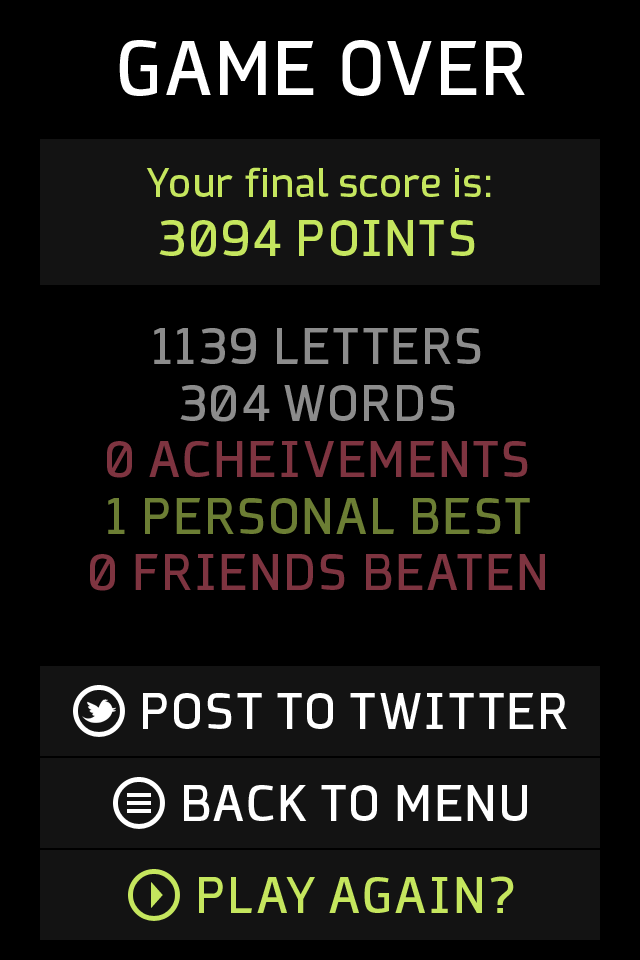 GAME OVER
Your final score is:
3094 POINTS
1139 LETTERS
304 WORDS
0 ACHEIVEMENTS
1 PERSONAL BEST
0 FRIENDS BEATEN
POST TO TWITTER
BACK TO MENU
PLAY AGAIN?